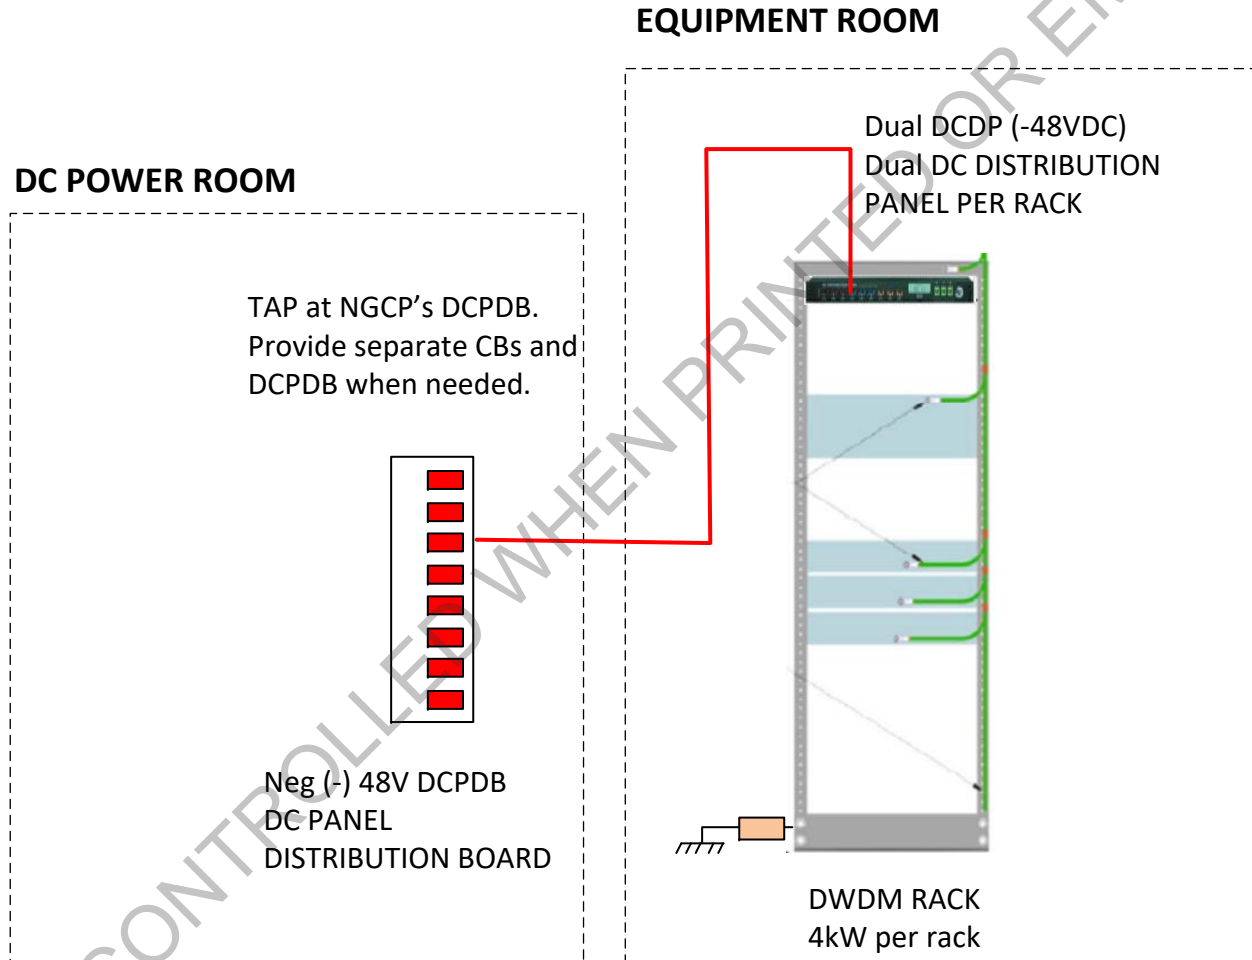 EQUIPMENT ROOM
Dual DCDP (-48VDC)
Dual DC DISTRIBUTION
PANEL PER RACK
DC POWER ROOM
TAP at NGCP’s DCPDB.
Provide separate CBs and
DCPDB when needed.
Neg (-) 48V DCPDB
DC PANEL
DISTRIBUTION BOARD
DWDM RACK
4kW per rack
CONTROLLED WHEN PRINTED OR